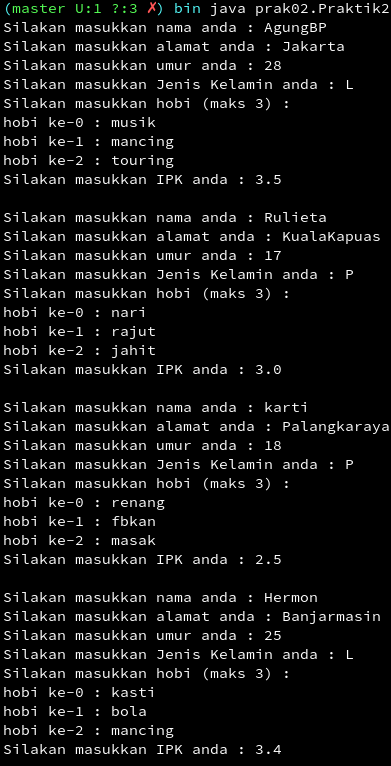 (master U:1 ?:3 ✗) bin java prak02.Praktik2
Silakan masukkan nama anda : AgungBP
Silakan masukkan alamat anda : Jakarta
Silakan masukkan umur anda : 28
Silakan masukkan Jenis Kelamin anda : L
Silakan masukkan hobi (maks 3) :
hobi ke-0 : musik
hobi ke-1 : mancing
hobi ke-2 : touring
Silakan masukkan IPK anda : 3.5
Silakan masukkan nama anda : Rulieta
Silakan masukkan alamat anda : KualaKapuas
Silakan masukkan umur anda : 17
Silakan masukkan Jenis Kelamin anda : P
Silakan masukkan hobi (maks 3) :
hobi ke-0 : nari
hobi ke-1 : rajut
hobi ke-2 : jahit
Silakan masukkan IPK anda : 3.0
Silakan masukkan nama anda : karti
Silakan masukkan alamat anda : Palangkaraya
Silakan masukkan umur anda : 18
Silakan masukkan Jenis Kelamin anda : P
Silakan masukkan hobi (maks 3) :
hobi ke-0 : renang
hobi ke-1 : fbkan
hobi ke-2 : masak
Silakan masukkan IPK anda : 2.5
Silakan masukkan nama anda : Hermon
Silakan masukkan alamat anda : Banjarmasin
Silakan masukkan umur anda : 25
Silakan masukkan Jenis Kelamin anda : L
Silakan masukkan hobi (maks 3) :
hobi ke-0 : kasti
hobi ke-1 : bola
hobi ke-2 : mancing
Silakan masukkan IPK anda : 3.4